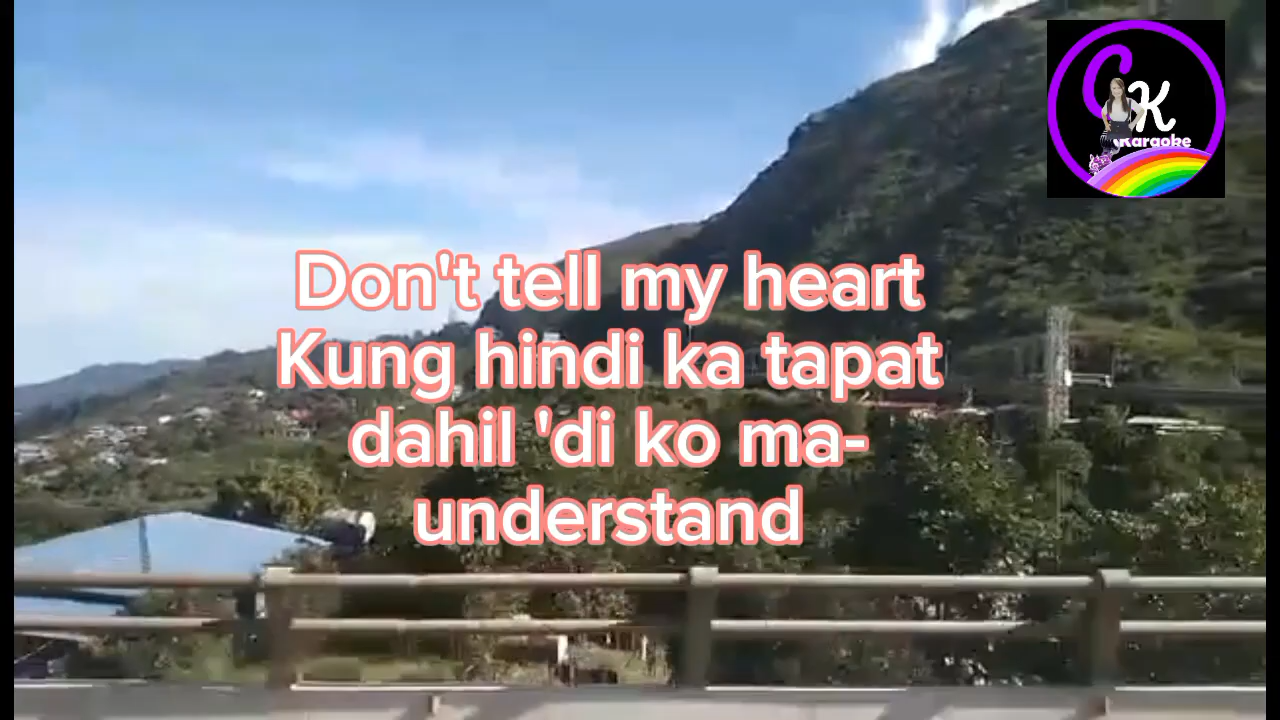 CK
Karaoke
Don't tell my heart
Kung hindi ka tapat
dahil 'di ko ma-
understand